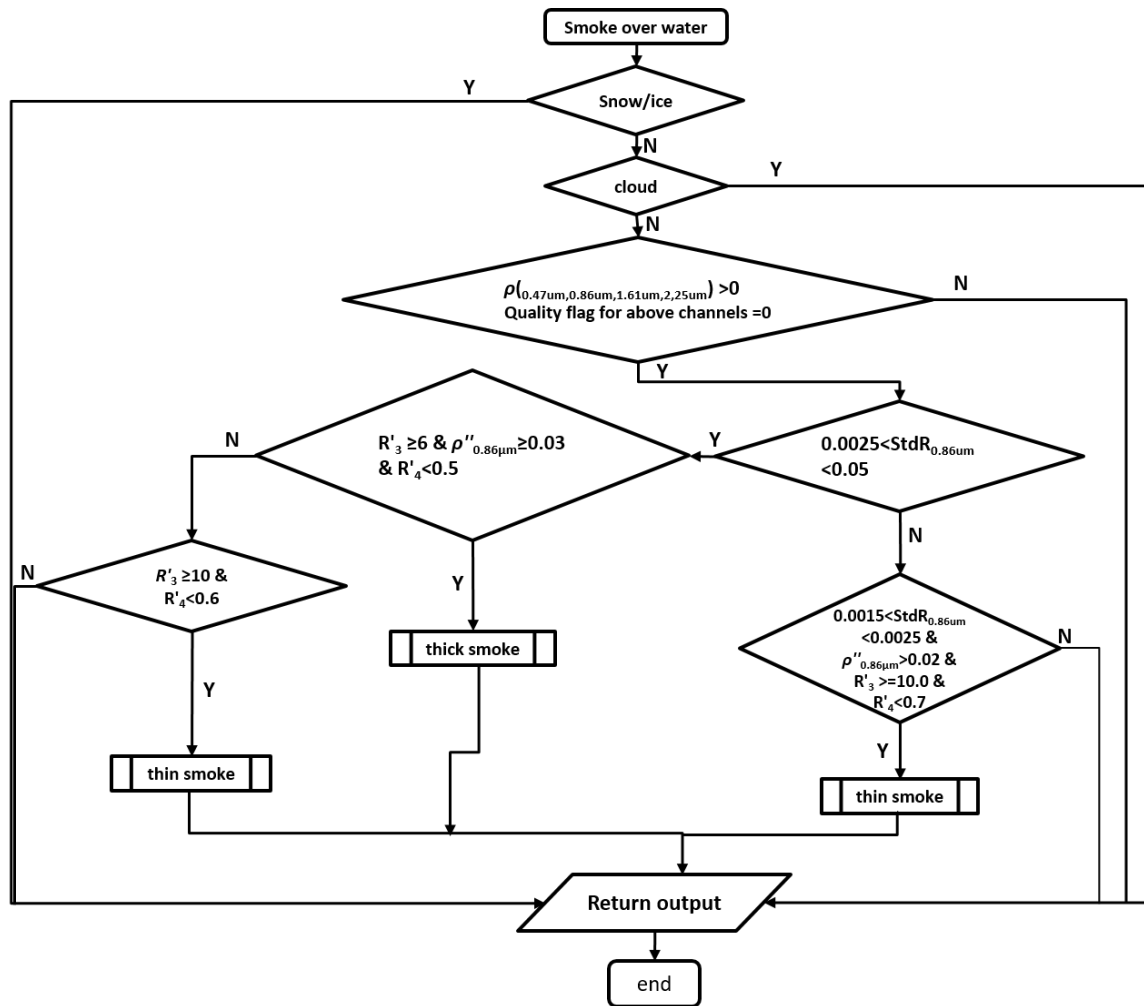 Smoke over water
Y
Snow/ice
N
cloud
Y
N
ρ(0.47um,0.86um,1.61um,2,25um) >0
Quality flag for above channels =0
N
Y
N
R'3 ≥6 & ρ''0.86μm≥0.03
& R'4<0.5
Y
0.0025<StdR0.86um
<0.05
N
N
R'3 ≥10 &
R'4<0.6
Y
0.0015<StdR0.86um
<0.0025 &
ρ''0.86μm>0.02 &
R'3 >=10.0 &
R'4<0.7
N
thick smoke
Y
Y
thin smoke
thin smoke
Return output
end